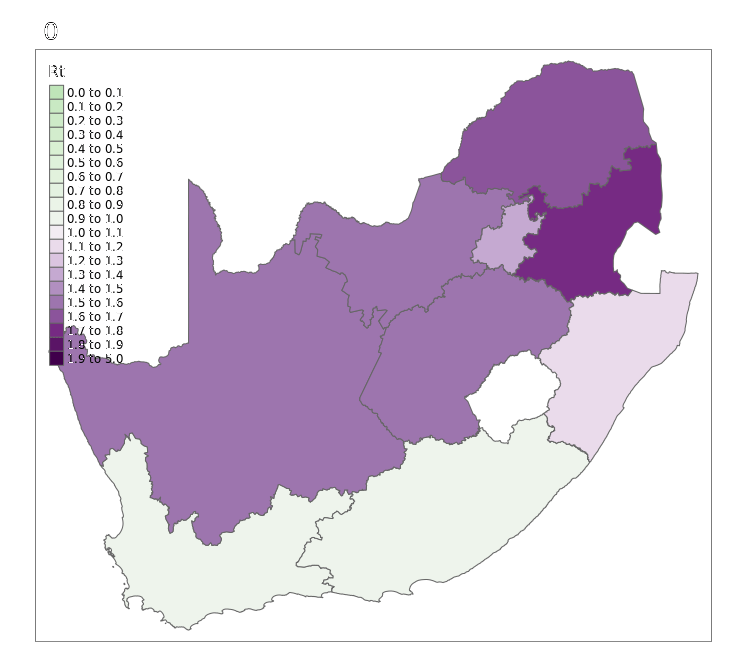 0
Rt
0.0 to 0.1
0.1 to 0.2
0.2 to 0.3
0.3 to 0.4
0.4 to 0.5
0.5 to 0.6
0.6 to 0.7
0.7 to 0.8
0.8 to 0.9
0.9 to 1.0
1.0 to 1.1
1.1 to 1.2
1.2 to 1.3
1.3 to 1.4
1.4 to 1.5
1.5 to 1.6
1.6 to 1.7
1.7 to 1.8
1.8 to 1.9
1.9 to 5.0